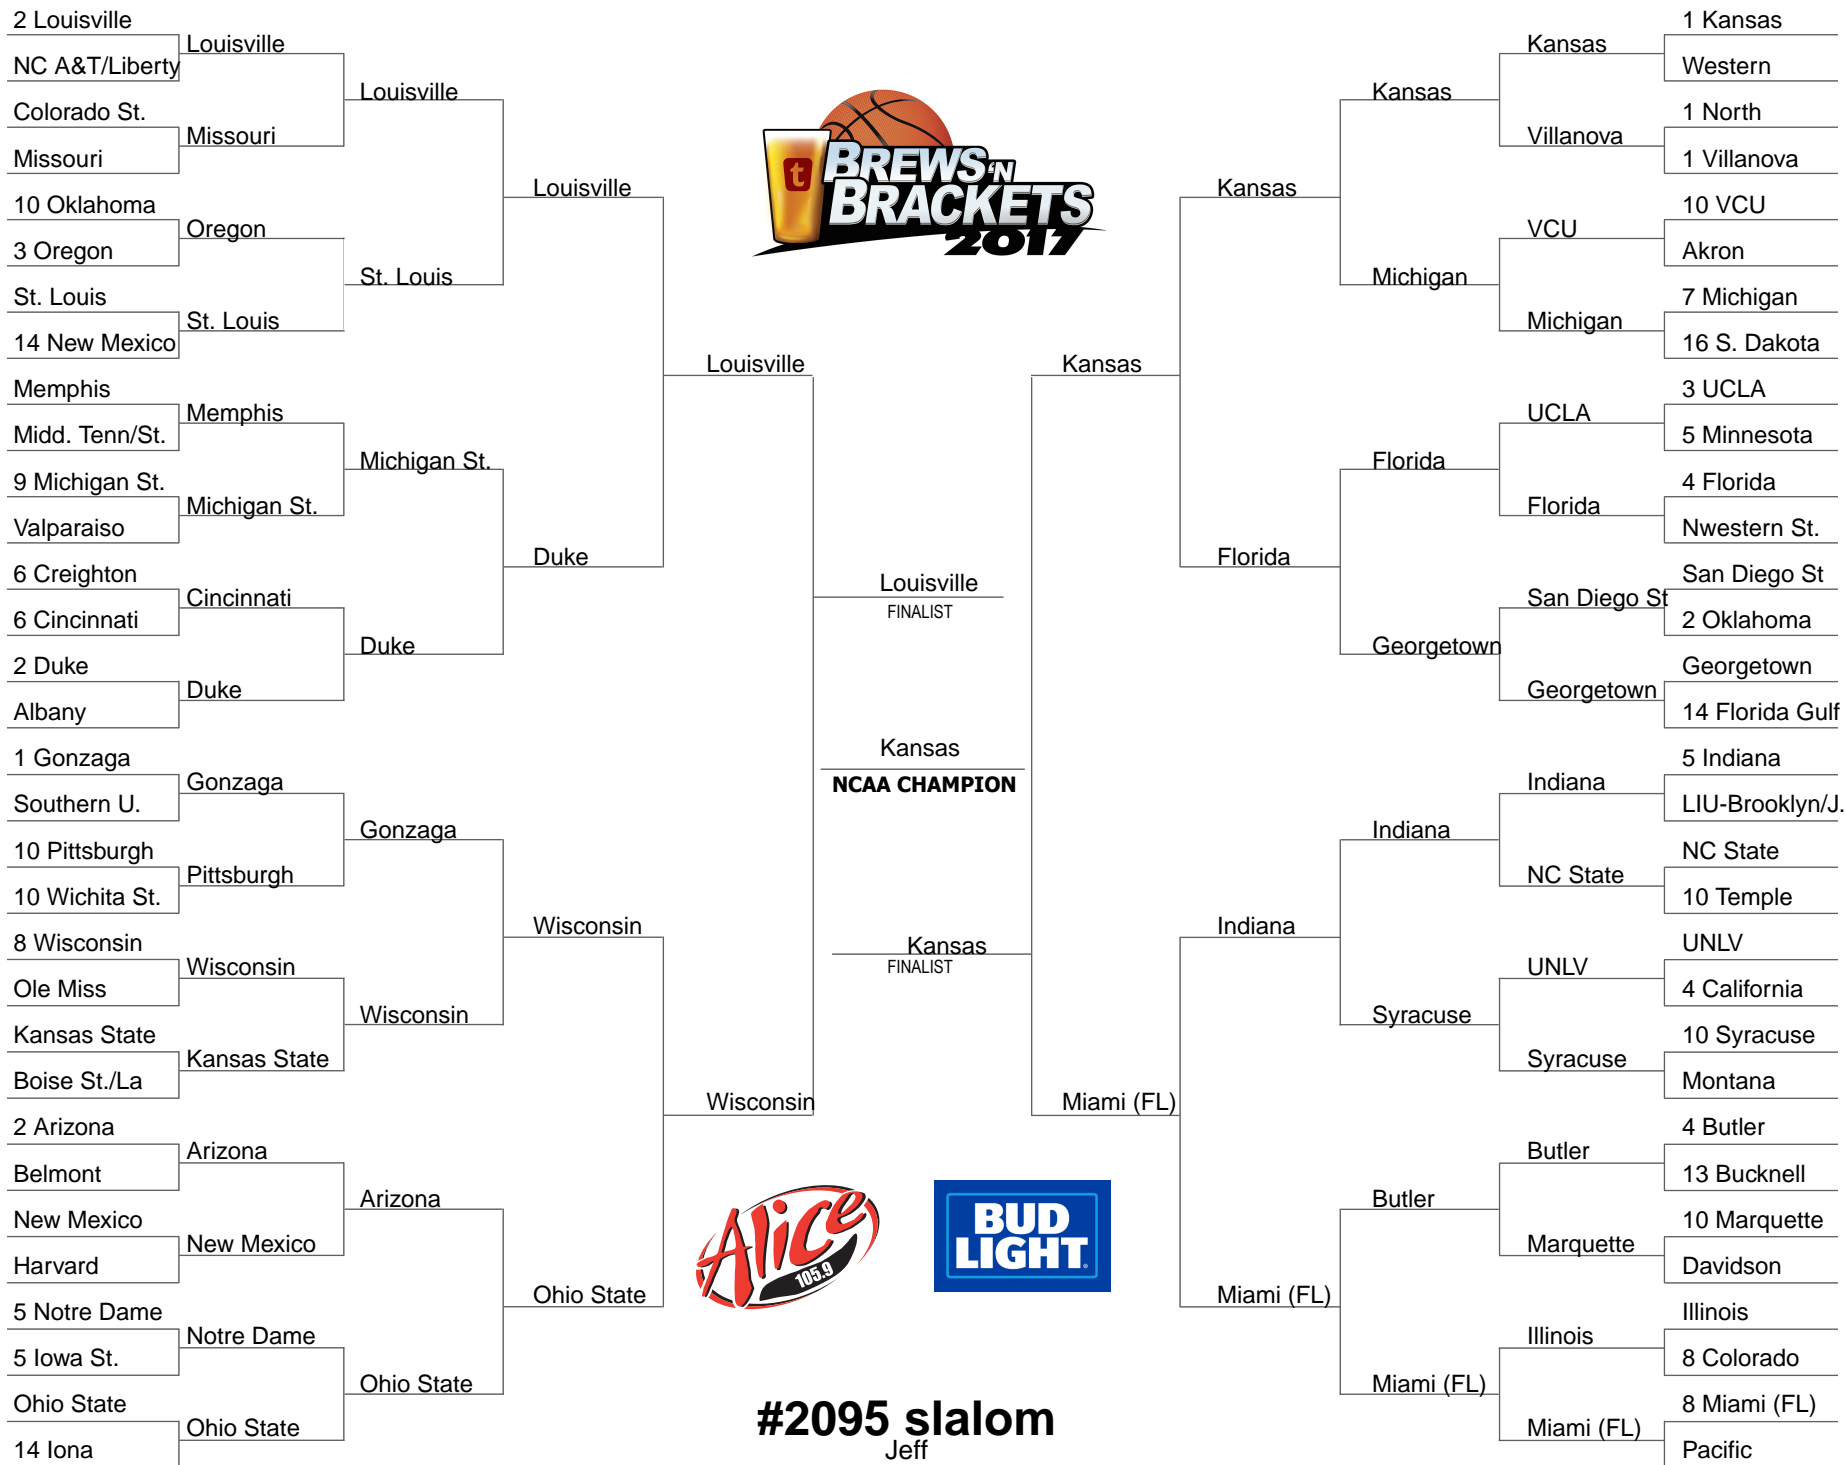 2 Louisville
NC A&T/Liberty
Colorado St.
Missouri
10 Oklahoma
3 Oregon
St. Louis
14 New Mexico
Memphis
Midd. Tenn/St.
9 Michigan St.
Valparaiso
6 Creighton
6 Cincinnati
2 Duke
Albany
1 Gonzaga
Southern U.
10 Pittsburgh
10 Wichita St.
8 Wisconsin
Ole Miss
Kansas State
Boise St./La
2 Arizona
Belmont
New Mexico
Harvard
5 Notre Dame
5 Iowa St.
Ohio State
14 Iona
Louisville
Missouri
Oregon
St. Louis
Memphis
Michigan St.
Cincinnati
Duke
Gonzaga
Pittsburgh
Wisconsin
Kansas State
Arizona
New Mexico
Notre Dame
Ohio State
Louisville
St. Louis
Michigan St.
Duke
Gonzaga
Wisconsin
Arizona
Ohio State
Louisville
Duke
Wisconsin
Ohio State
Louisville
Wisconsin
t
BREWS 'N
BRACKETS
2017
Louisville
FINALIST
Kansas
NCAA CHAMPION
Kansas
FINALIST
Alice
105.9
BUD
LIGHT
#2095 slalom
Jeff
Kansas
Miami (FL)
Kansas
Florida
Indiana
Miami (FL)
Kansas
Michigan
Florida
Georgetown
Indiana
Syracuse
Butler
Miami (FL)
Kansas
Villanova
VCU
Michigan
UCLA
Florida
San Diego St
Georgetown
Indiana
NC State
UNLV
Syracuse
Butler
Marquette
Illinois
Miami (FL)
1 Kansas
Western
1 North
1 Villanova
10 VCU
Akron
7 Michigan
16 S. Dakota
3 UCLA
5 Minnesota
4 Florida
Nwestern St.
San Diego St
2 Oklahoma
Georgetown
14 Florida Gulf
5 Indiana
LIU-Brooklyn/J.
NC State
10 Temple
UNLV
4 California
10 Syracuse
Montana
4 Butler
13 Bucknell
10 Marquette
Davidson
Illinois
8 Colorado
8 Miami (FL)
Pacific